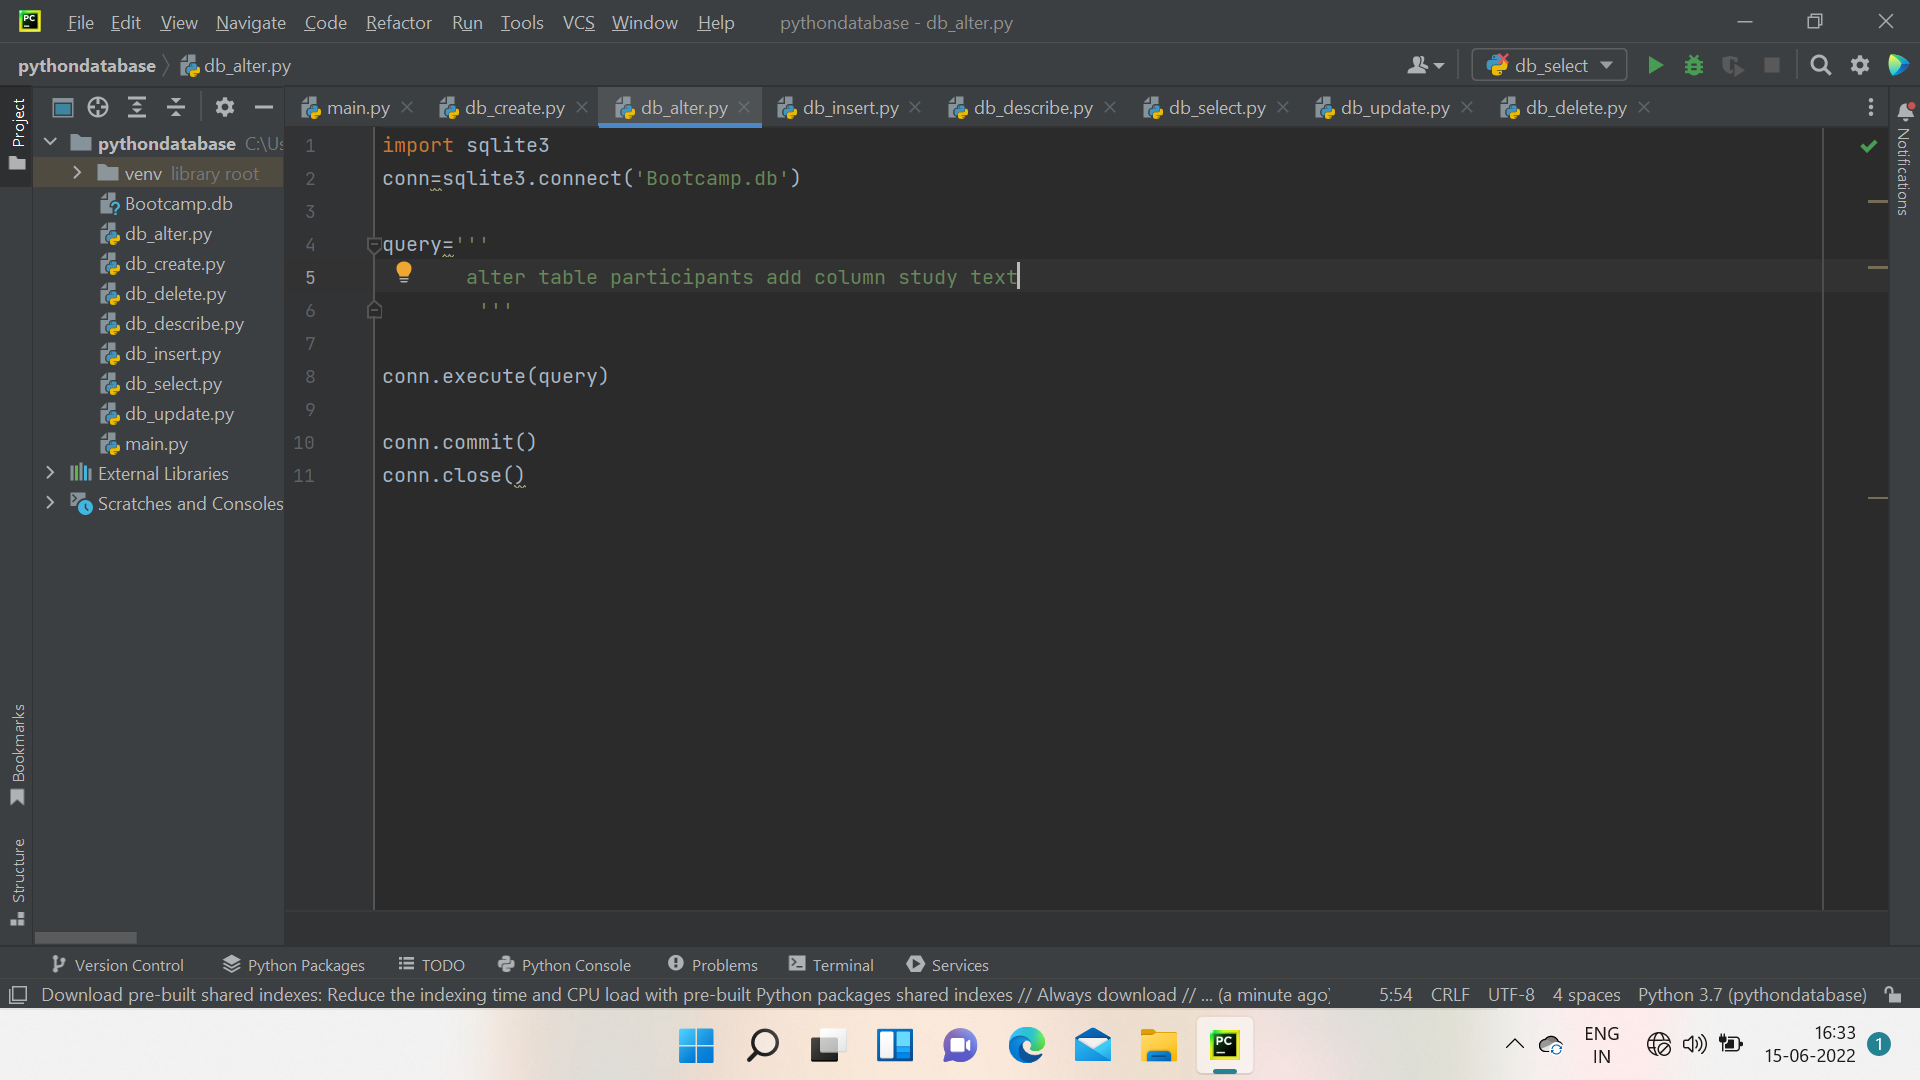 PC File Edit View Navigate Code Refactor Run Tools VCS Window Help pythondatabase - db_alter.py
pythondatabase db_alter.py db_select
Project
main.py db_create.py db_alter.py db_insert.py db_describe.py db_select.py db_update.py db_delete.py
Notifications
pythondatabase C:\Us
venv library root
Bootcamp.db
db_alter.py
db_create.py
db_delete.py
db_describe.py
db_insert.py
db_select.py
db_update.py
main.py
External Libraries
Scratches and Consoles
1 import sqlite3
2 conn=sqlite3.connect('Bootcamp.db')
3
4 query='''
5 alter table participants add column study text
6 '''
7
8 conn.execute(query)
9
10 conn.commit()
11 conn.close()
Bookmarks
Structure
Version Control Python Packages TODO Python Console Problems Terminal Services
Download pre-built shared indexes: Reduce the indexing time and CPU load with pre-built Python packages shared indexes // Always download // ... (a minute ago) 5:54 CRLF UTF-8 4 spaces Python 3.7 (pythondatabase)
PC
ENG
IN
16:33
15-06-2022
1